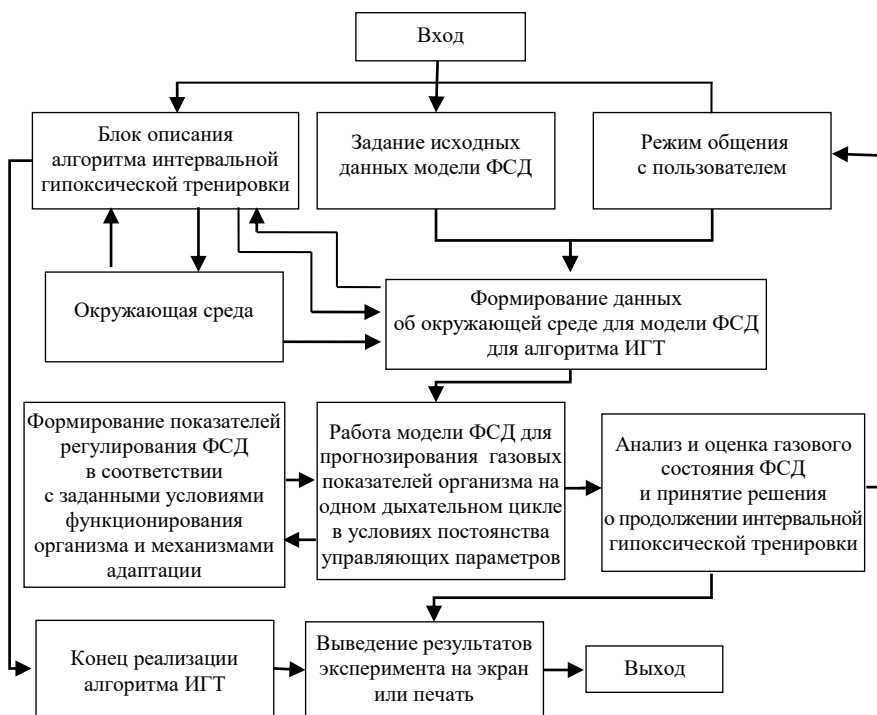 Вход
Блок описания
алгоритма интервальной
гипоксической тренировки
Задание исходных
данных модели ФСД
Режим общения
с пользователем
Окружающая среда
Формирование данных
об окружающей среде для модели ФСД
для алгоритма ИГТ
Формирование показателей
регулирования ФСД
в соответствии
с заданными условиями
функционирования
организма и механизмами
адаптации
Работа модели ФСД для
прогнозирования газовых
показателей организма на
одном дыхательном цикле
в условиях постоянства
управляющих параметров
Анализ и оценка газового
состояния ФСД
и принятие решения
о продолжении интервальной
гипоксической тренировки
Конец реализации
алгоритма ИГТ
Выведение результатов
эксперимента на экран
или печать
Выход